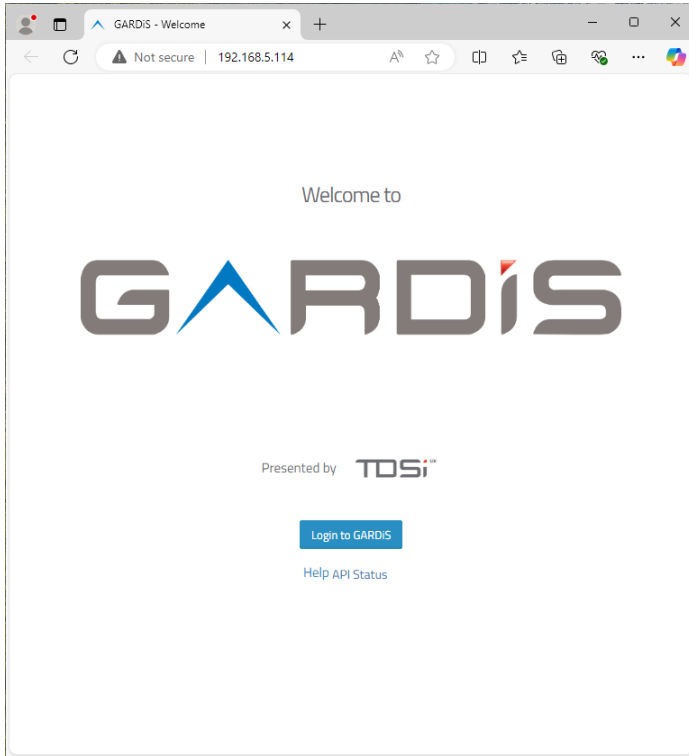 GARDiS - Welcome
Not secure
192.168.5.114
Welcome to
GARDiS
Presented by TDSi
Login to GARDiS
Help API Status